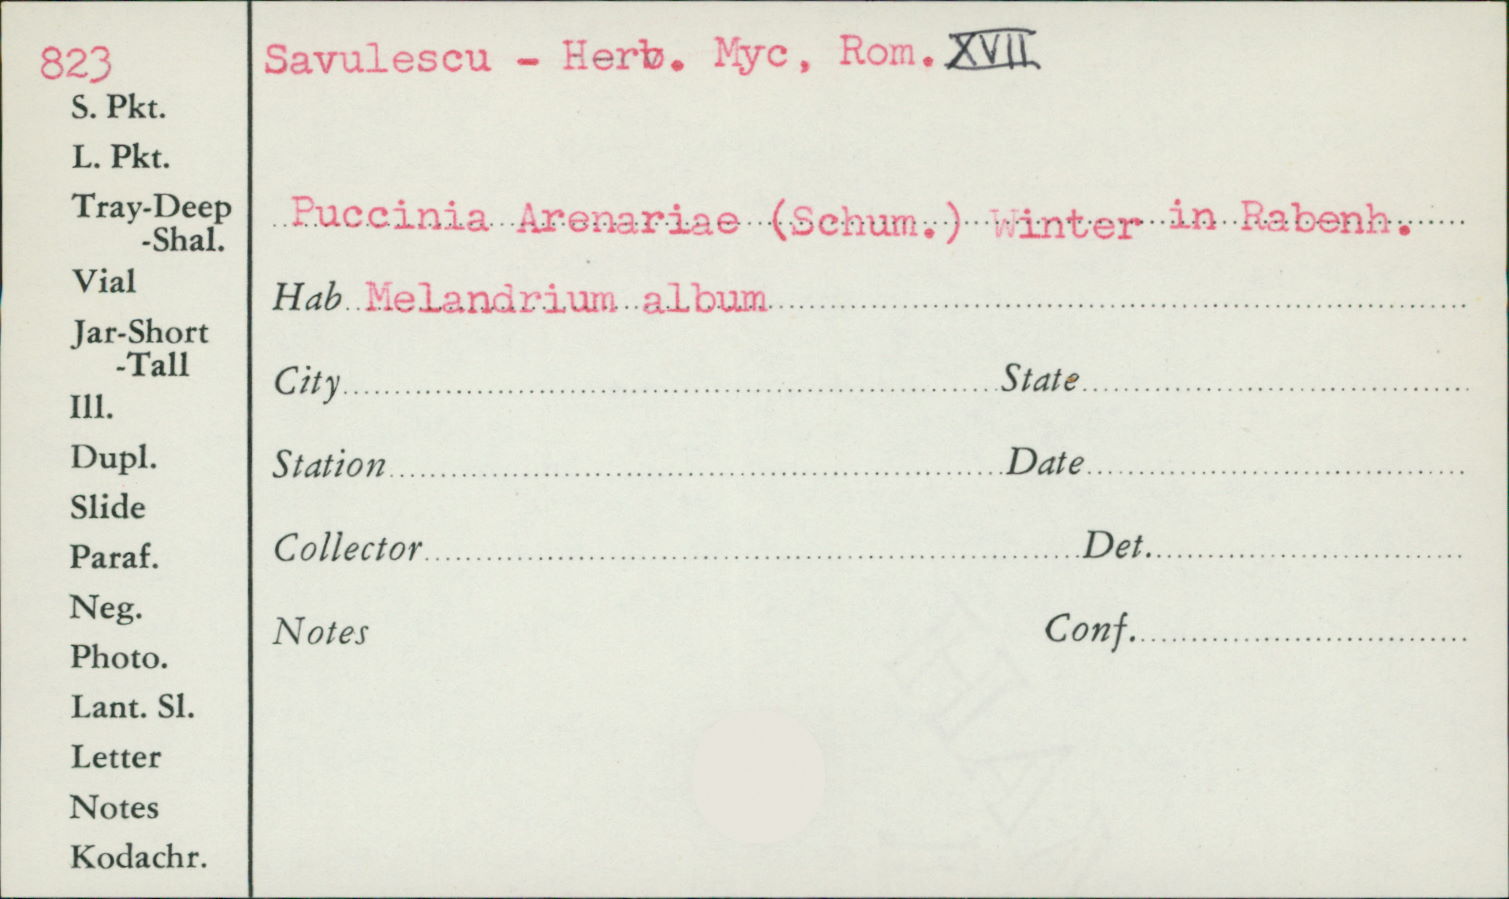 823
S. Pkt.
L. Pkt.
Tray-Deep
-Shal.
Vial
Jar-Short
-Tall
Ill.
Dupl.
Slide
Paraf.
Neg.
Photo.
Lant. Sl.
Letter
Notes
Kodachr.
Savulescu - Herb. Myc, Rom. XVII
Puccinia Arenariae (Schum.) Winter in Rabenh.
Hab Melandrium album
City State
Station Date
Collector Det.
Notes Conf.